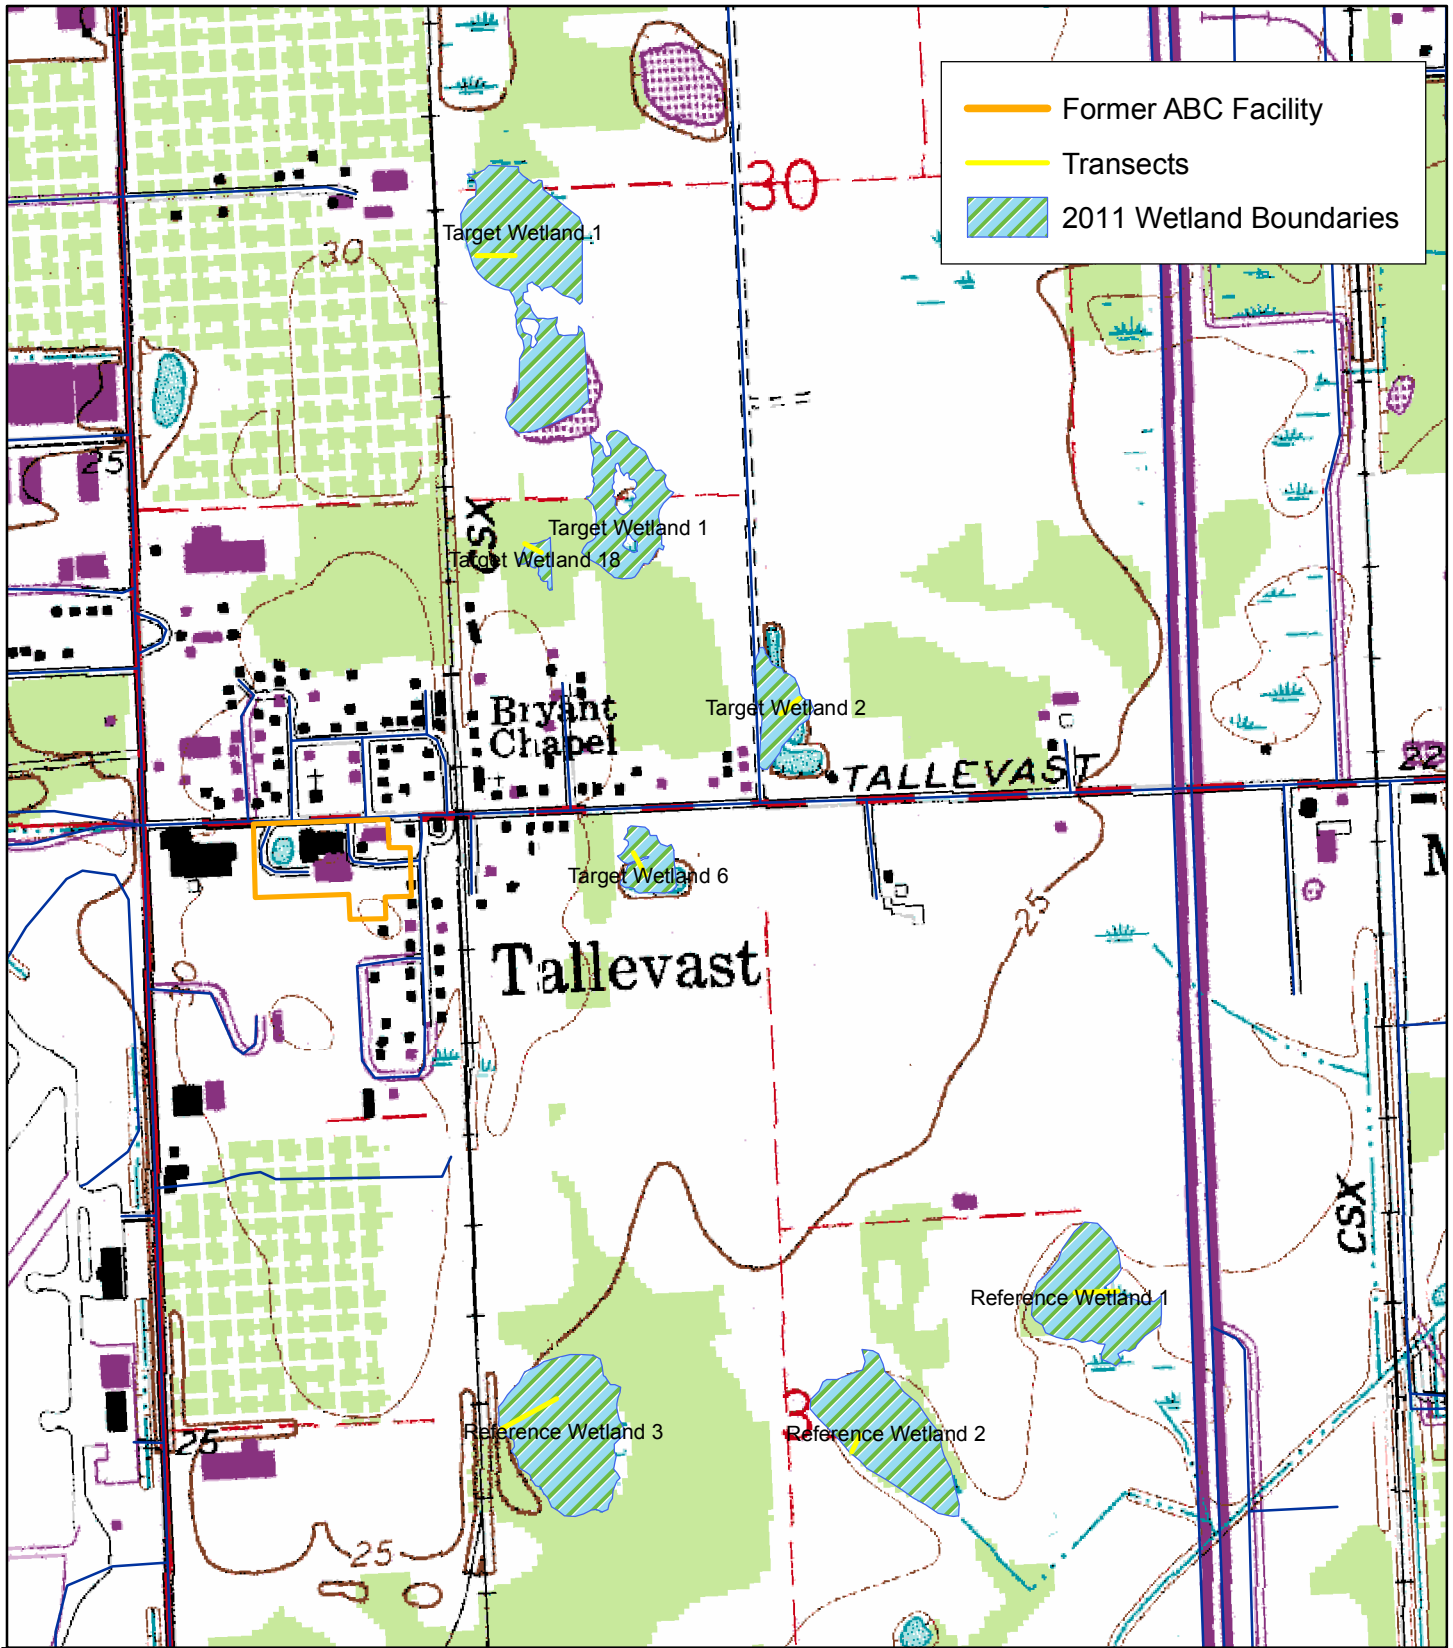 Former ABC Facility
Transects
2011 Wetland Boundaries
30
Target Wetland 1
30
25
CSX
Target Wetland 1
Target Wetland 18
Bryant
Chapel
Target Wetland 2
TALLEVAST
22
Target Wetland 6
M
25
Tallevast
CSX
Reference Wetland 1
3
Reference Wetland 3
Reference Wetland 2
25
25